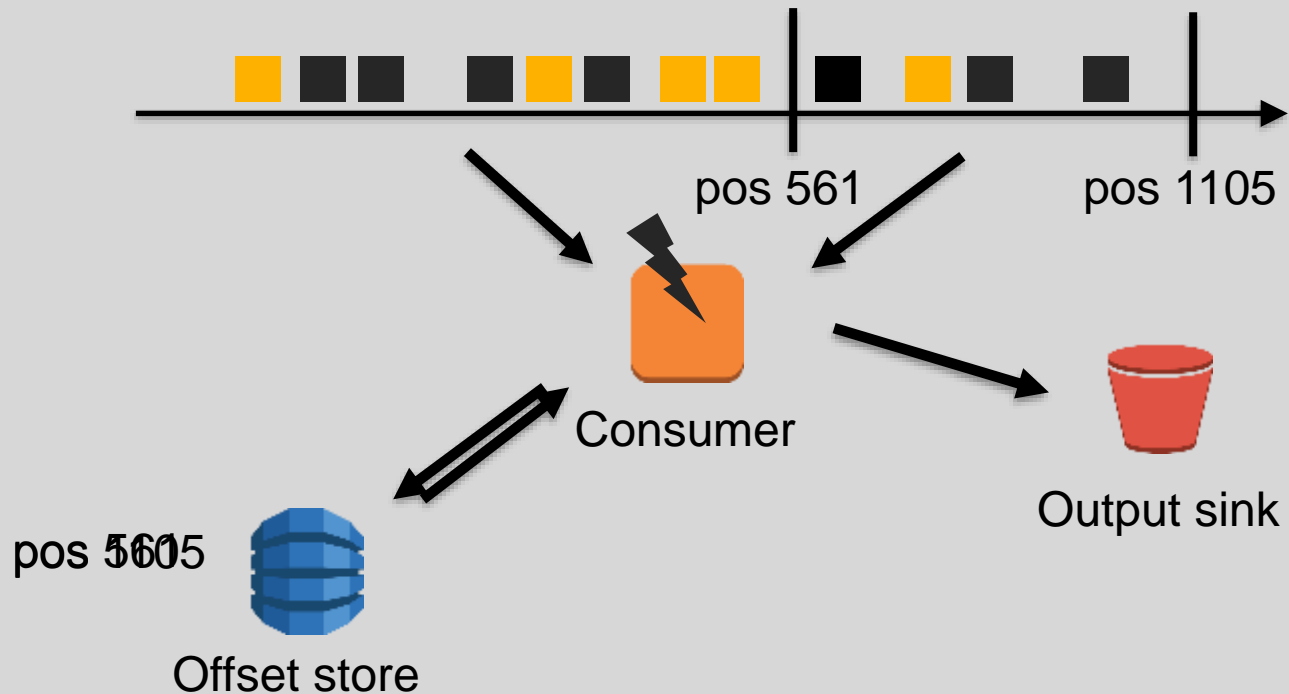 pos 561
pos 1105
Consumer
Output sink
pos
Offset store